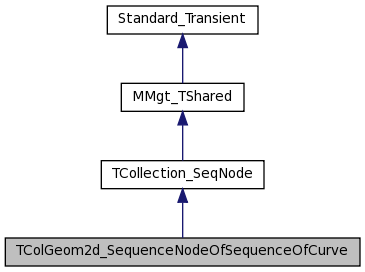 Standard_Transient
MMgt_TShared
TCollection_SeqNode
TColGeom2d_SequenceNodeOfSequenceOfCurve